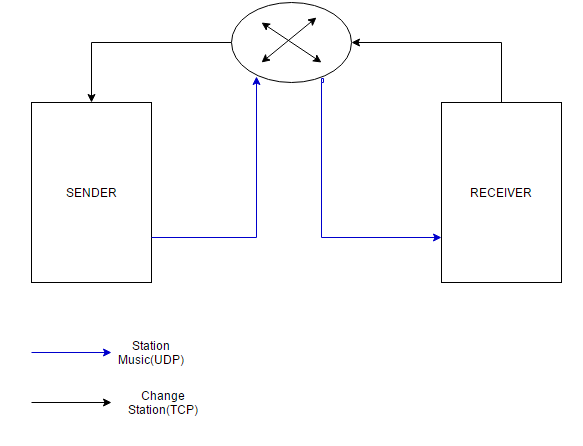 SENDER
RECEIVER
Station
Music(UDP)
Change
Station(TCP)